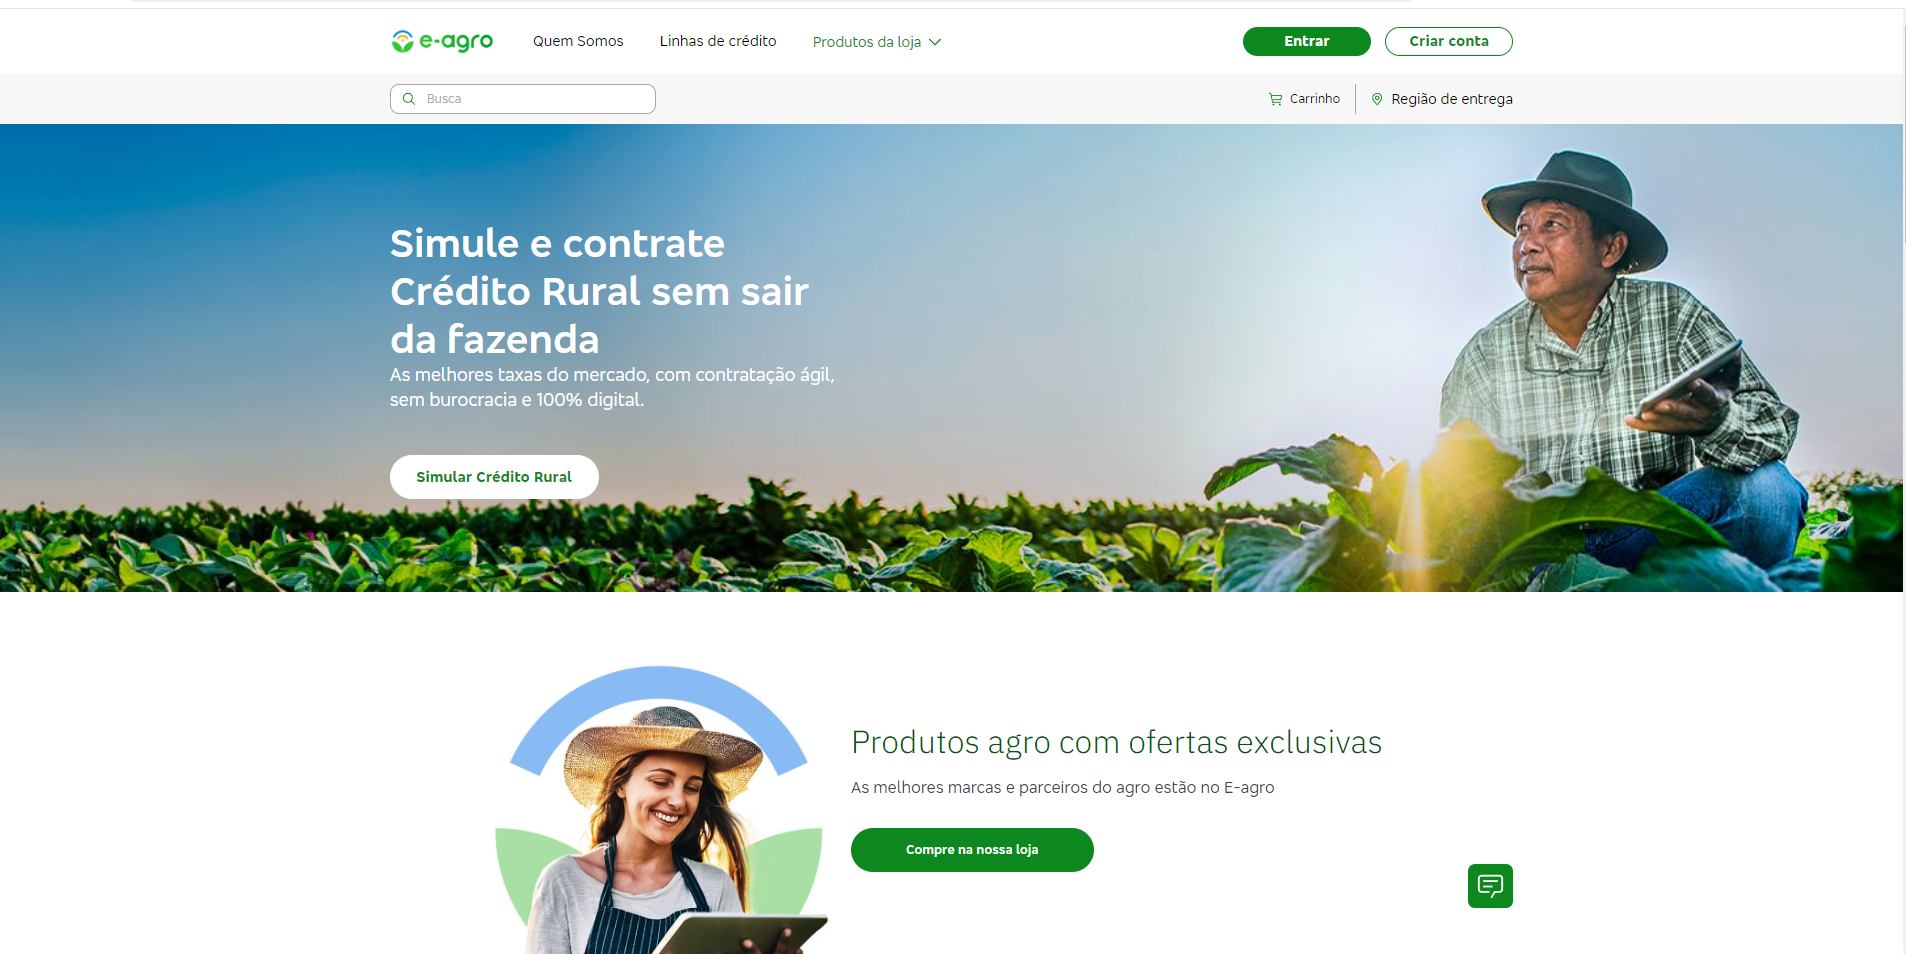 e-agro
Quem Somos
Linhas de crédito
Produtos da loja
Entrar
Criar conta
Busca
Carrinho
Região de entrega
Simule e contrate
Crédito Rural sem sair
da fazenda
As melhores taxas do mercado, com contratação ágil,
sem burocracia e 100% digital.
Simular Crédito Rural
Produtos agro com ofertas exclusivas
As melhores marcas e parceiros do agro estão no E-agro
Compre na nossa loja